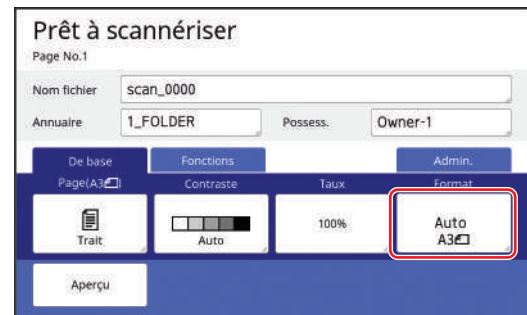 Prêt à scannériser
Page No.1
Nom fichier scan_0000
Annuaire 1_FOLDER Possess. Owner-1
De base Fonctions Admin.
Page(A3) Contraste Taux Format
Trait Auto 100% Auto
A3
Aperçu